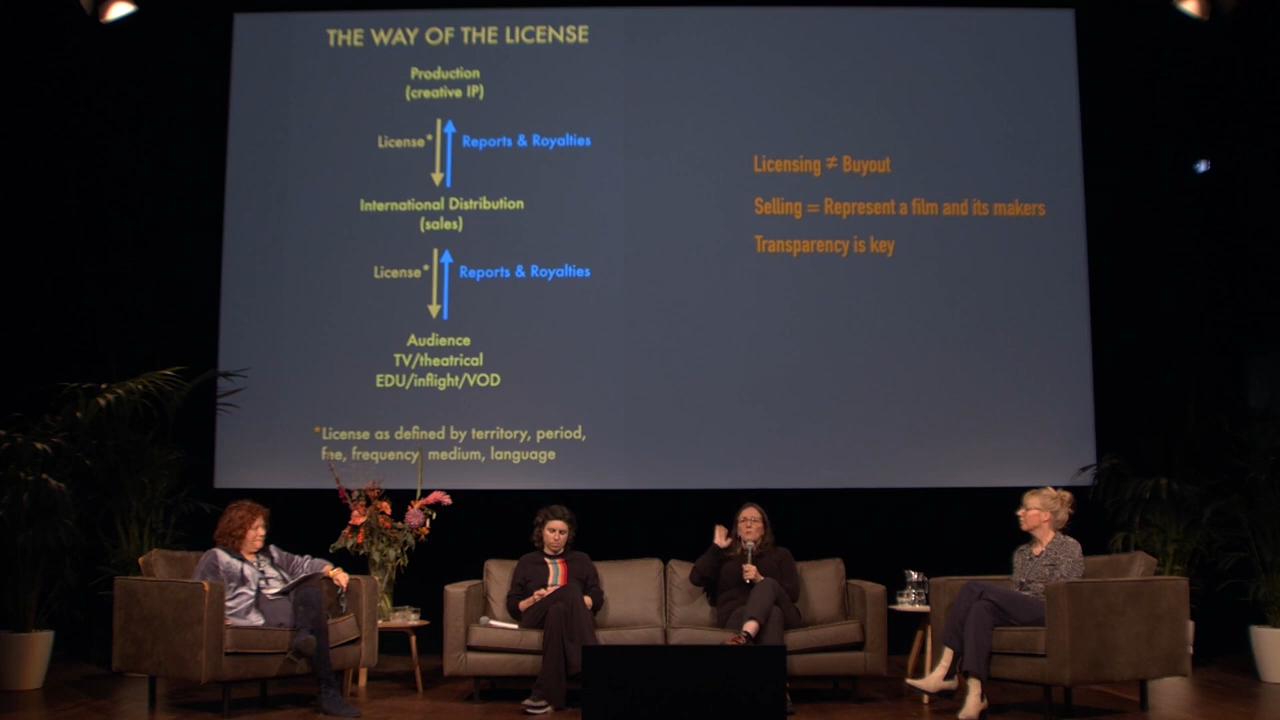 THE WAY OF THE LICENSE
Production
(creative IP)
License*
Reports & Royalties
International Distribution
(sales)
License*
Reports & Royalties
Audience
TV/theatrical
EDU/inflight/VOD
*License as defined by territory, period,
fee, frequency, medium, language
Licensing ≠ Buyout
Selling = Represent a film and its makers
Transparency is key